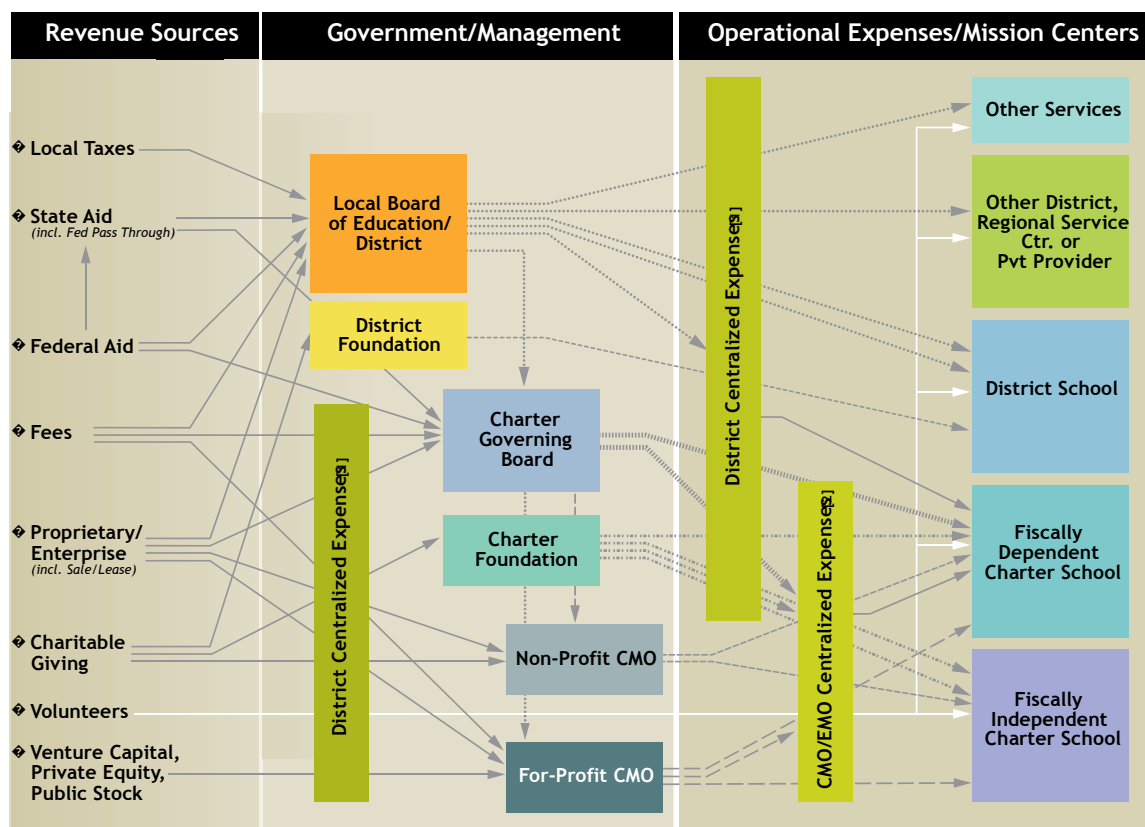 Revenue Sources
Government/Management
Operational Expenses/Mission Centers
� Local Taxes
� State Aid
(incl. Fed Pass Through)
� Federal Aid
� Fees
� Proprietary/
Enterprise
(incl. Sale/Lease)
� Charitable
Giving
� Volunteers
� Venture Capital,
Private Equity,
Public Stock
Local Board
of Education/
District
District
Foundation
Charter
Governing
Board
Charter
Foundation
Non-Profit CMO
For-Profit CMO
District Centralized Expenses
District Centralized Expenses
CMO/EMO Centralized Expenses
Other Services
Other District,
Regional Service
Ctr. or
Pvt Provider
District School
Fiscally
Dependent
Charter School
Fiscally
Independent
Charter School